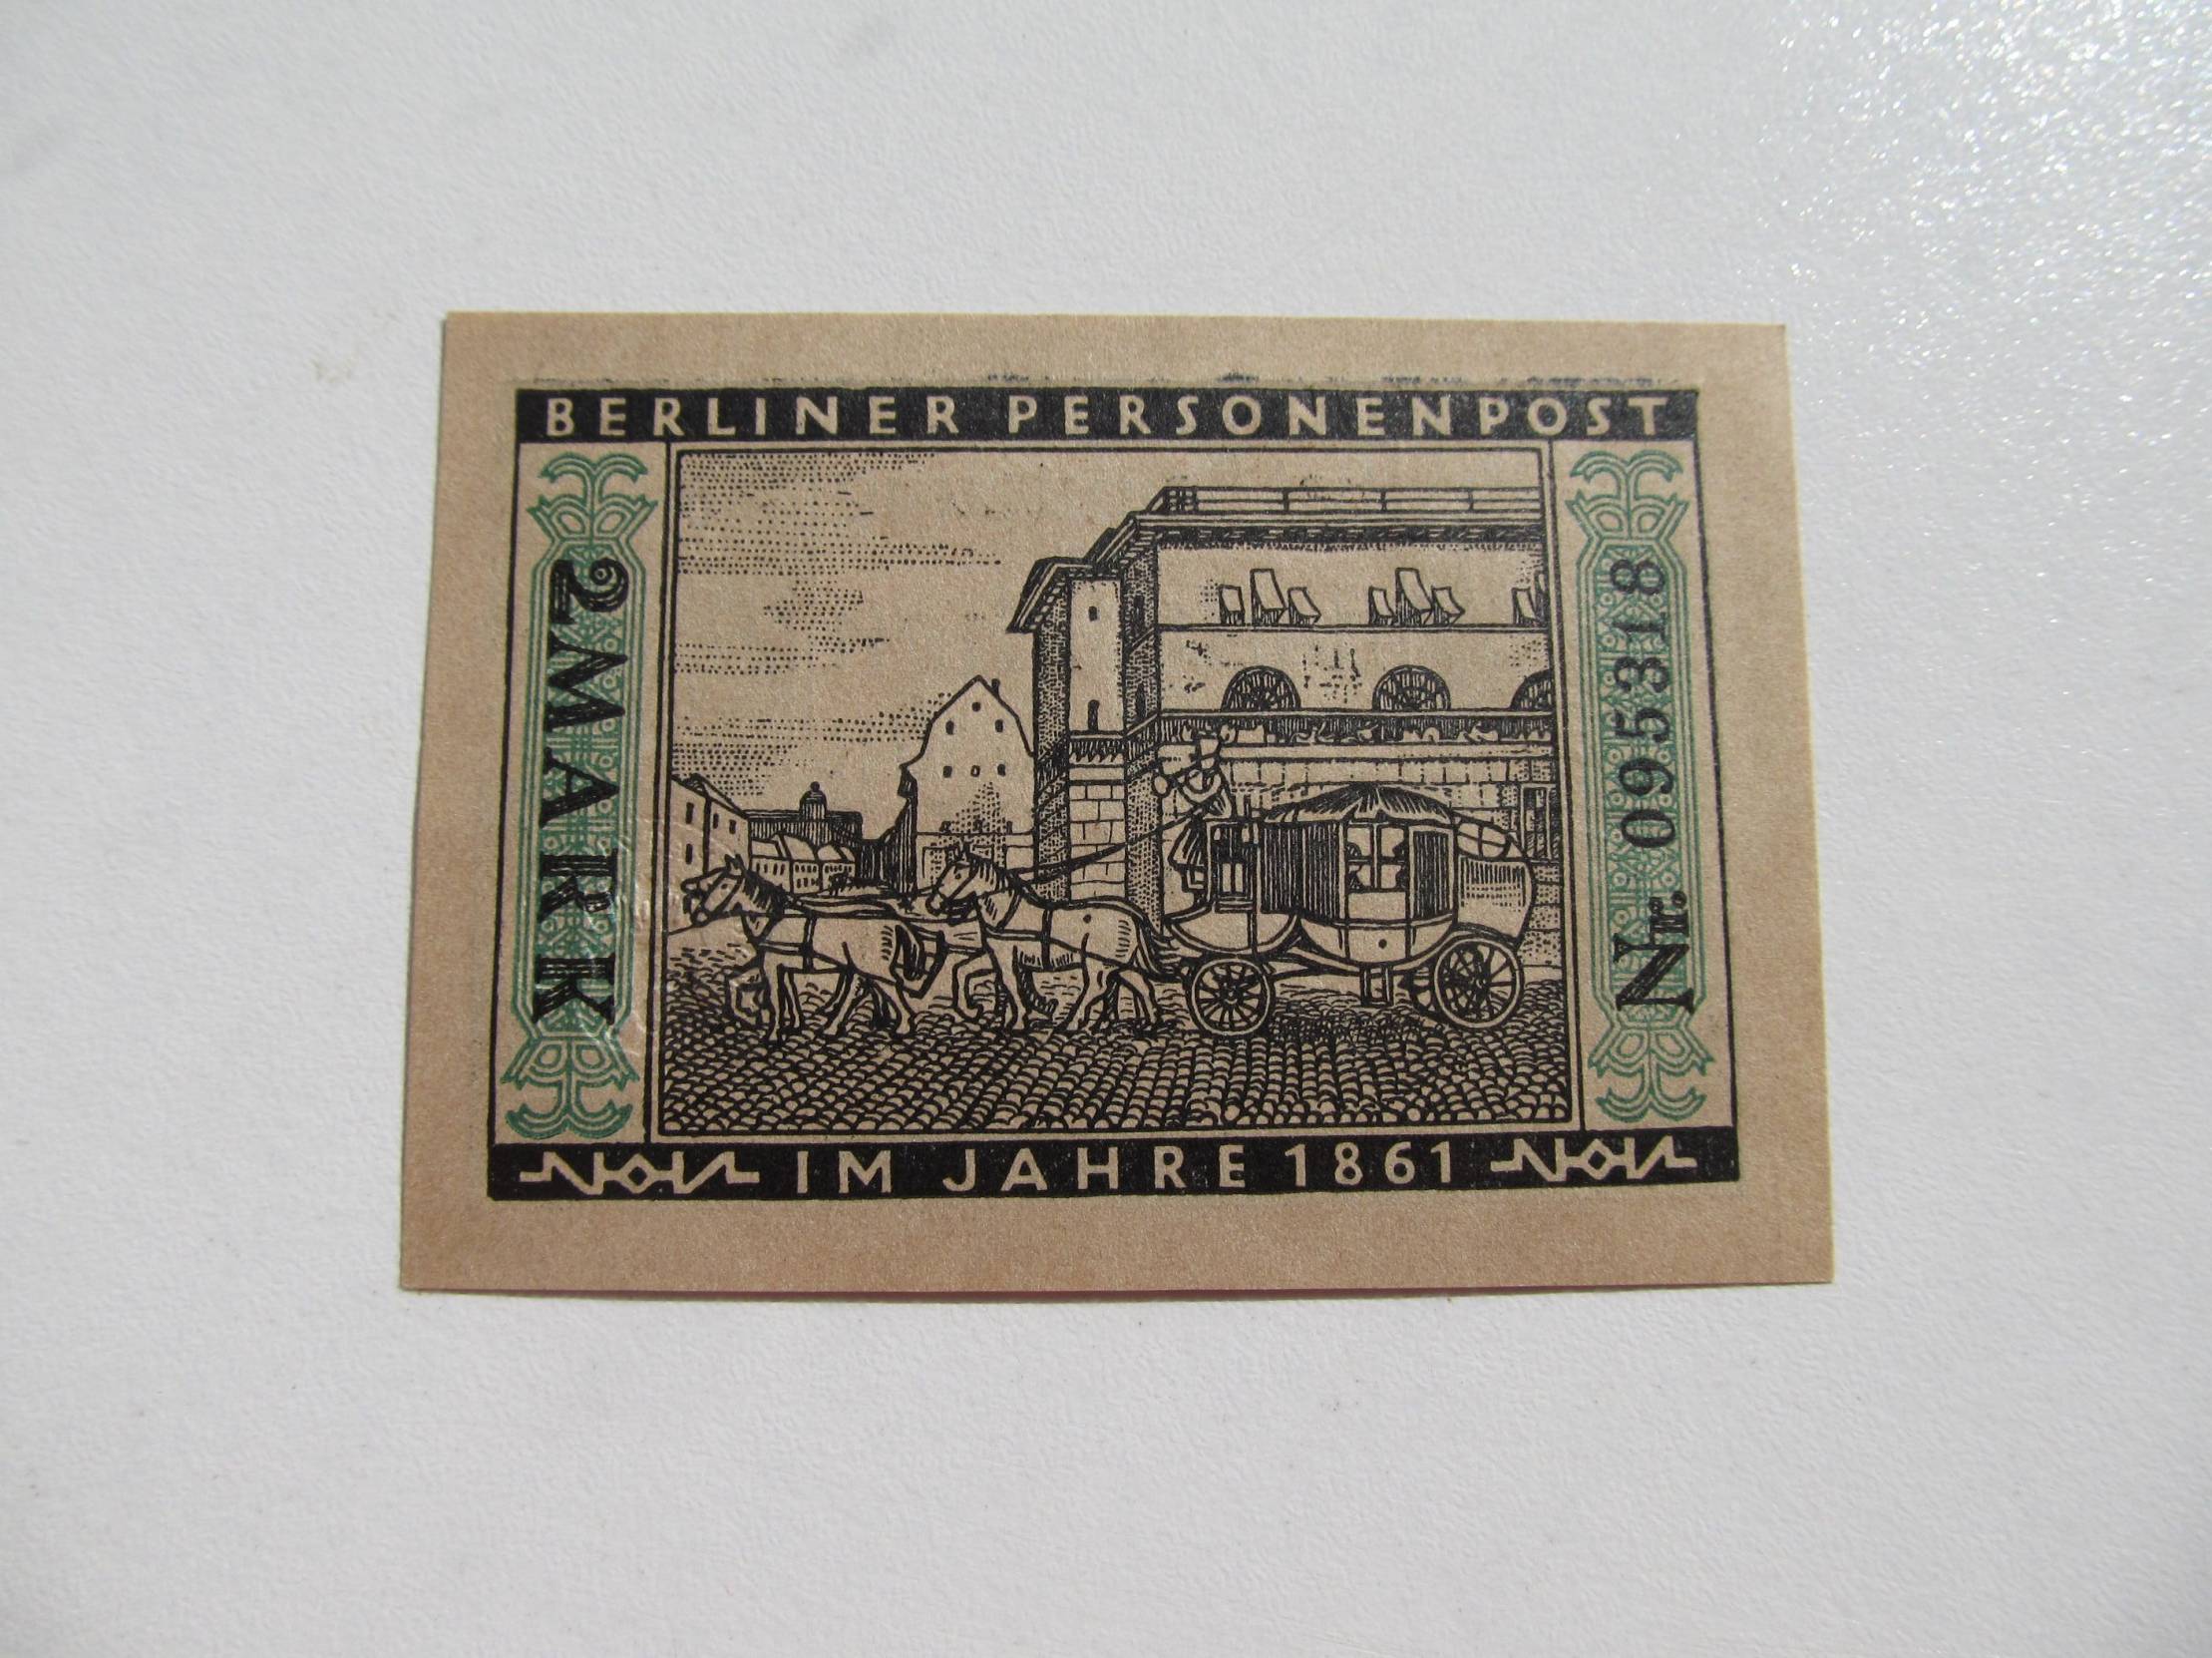 BERLINER PERSONENPOST
2 MARK
Nr. 095318
IM JAHRE 1861